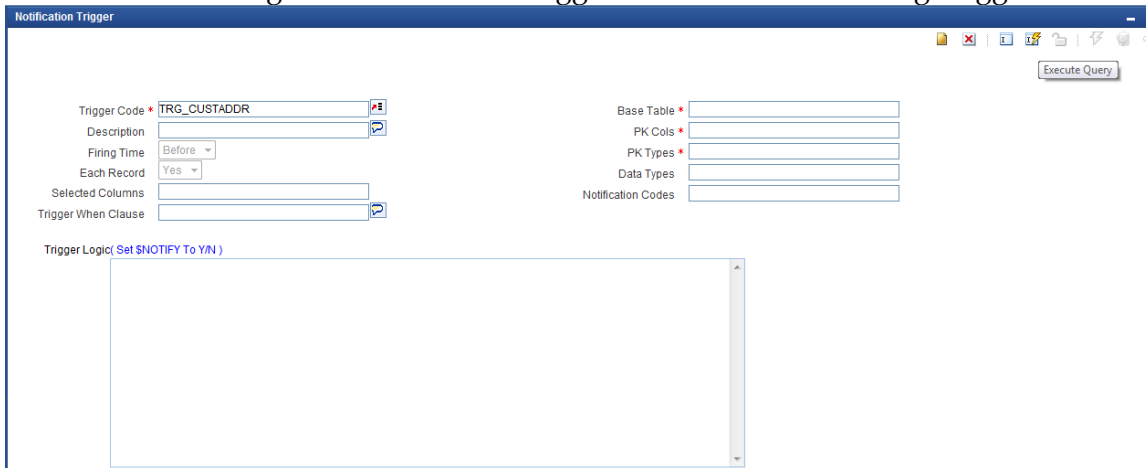 Notification Trigger
Execute Query
Trigger Code * TRG_CUSTADDR
Description
Firing Time Before
Each Record Yes
Selected Columns
Trigger When Clause
Base Table *
PK Cols *
PK Types *
Data Types
Notification Codes
Trigger Logic( Set $NOTIFY To Y/N )